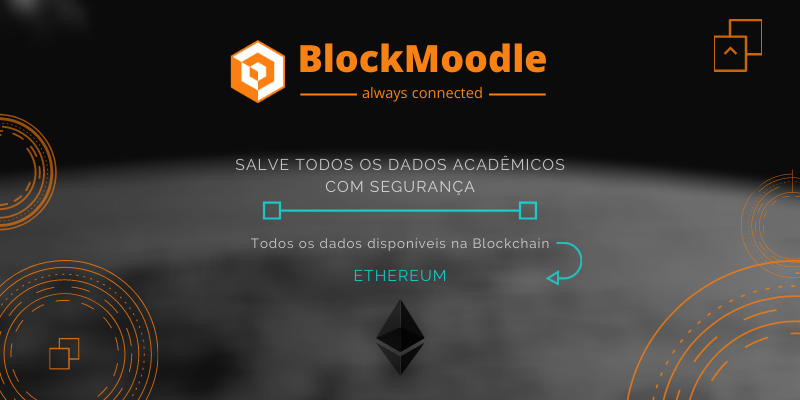 BlockMoodle
always connected
SALVE TODOS OS DADOS ACADÊMICOS
COM SEGURANÇA
Todos os dados disponíveis na Blockchain
ETHEREUM